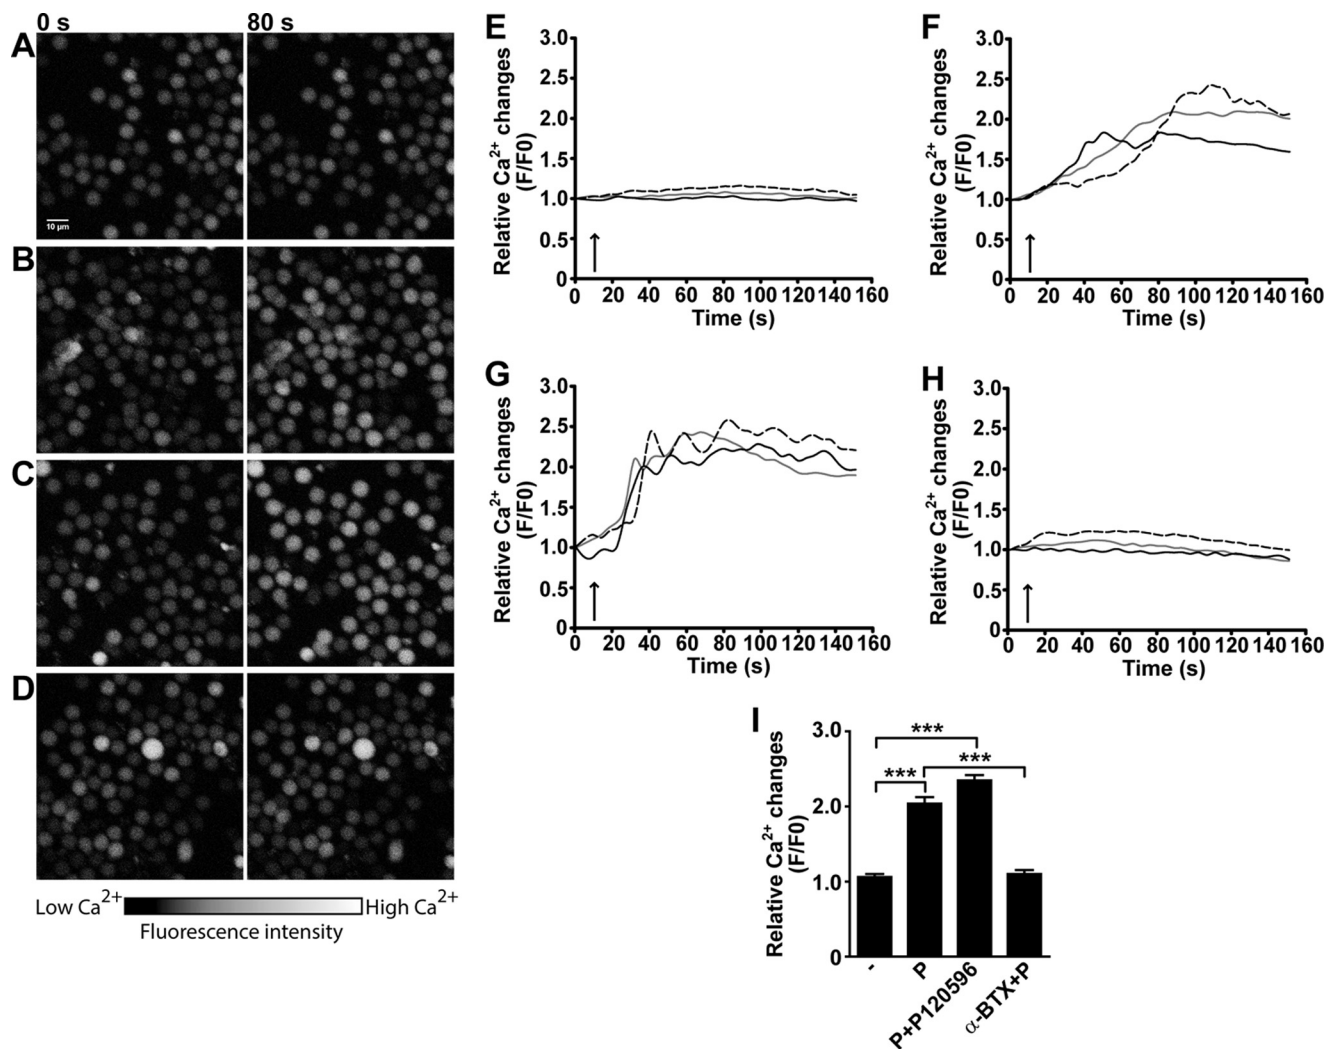 0 s 80 s
A
10 µm
B
C
D
Low Ca2+ High Ca2+
Fluorescence intensity
E
Relative Ca2+ changes
(F/F0)
3.0
2.5
2.0
1.5
1.0
0.5
0
0 20 40 60 80 100 120 140 160
Time (s)
F
Relative Ca2+ changes
(F/F0)
3.0
2.5
2.0
1.5
1.0
0.5
0
0 20 40 60 80 100 120 140 160
Time (s)
G
Relative Ca2+ changes
(F/F0)
3.0
2.5
2.0
1.5
1.0
0.5
0
0 20 40 60 80 100 120 140 160
Time (s)
H
Relative Ca2+ changes
(F/F0)
3.0
2.5
2.0
1.5
1.0
0.5
0
0 20 40 60 80 100 120 140 160
Time (s)
I
Relative Ca2+ changes
(F/F0)
3.0
2.0
1.0
0
***
***
***
-
P
P+P120596
α-BTX+P